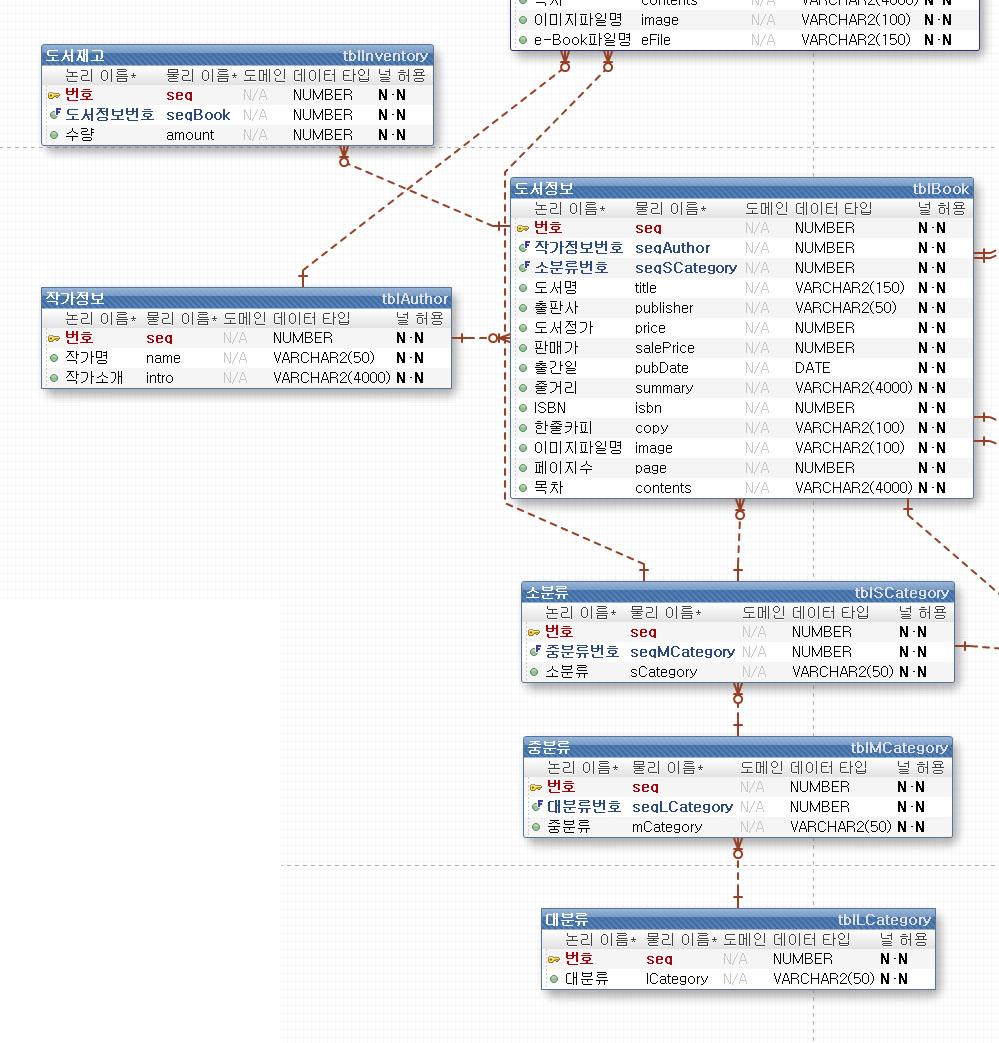 이미지파일명 image N/A VARCHAR2(100) N·N
e-Book파일명 eFile N/A VARCHAR2(150) N·N
도서재고 tblInventory
논리 이름* 물리 이름* 도메인 데이터 타입 널 허용
번호 seq N/A NUMBER N·N
도서정보번호 seqBook N/A NUMBER N·N
수량 amount N/A NUMBER N·N
도서정보 tblBook
논리 이름* 물리 이름* 도메인 데이터 타입 널 허용
번호 seq N/A NUMBER N·N
작가정보번호 seqAuthor N/A NUMBER N·N
소분류번호 seqSCategory N/A NUMBER N·N
도서명 title N/A VARCHAR2(150) N·N
출판사 publisher N/A VARCHAR2(50) N·N
도서정가 price N/A NUMBER N·N
판매가 salePrice N/A NUMBER N·N
출간일 pubDate N/A DATE N·N
줄거리 summary N/A VARCHAR2(4000) N·N
ISBN isbn N/A NUMBER N·N
한줄카피 copy N/A VARCHAR2(100) N·N
이미지파일명 image N/A VARCHAR2(100) N·N
페이지수 page N/A NUMBER N·N
목차 contents N/A VARCHAR2(4000) N·N
작가정보 tblAuthor
논리 이름* 물리 이름* 도메인 데이터 타입 널 허용
번호 seq N/A NUMBER N·N
작가명 name N/A VARCHAR2(50) N·N
작가소개 intro N/A VARCHAR2(4000) N·N
소분류 tblSCategory
논리 이름* 물리 이름* 도메인 데이터 타입 널 허용
번호 seq N/A NUMBER N·N
중분류번호 seqMCategory N/A NUMBER N·N
소분류 sCategory N/A VARCHAR2(50) N·N
중분류 tblMCategory
논리 이름* 물리 이름* 도메인 데이터 타입 널 허용
번호 seq N/A NUMBER N·N
대분류번호 seqLCategory N/A NUMBER N·N
중분류 mCategory N/A VARCHAR2(50) N·N
대분류 tblLCategory
논리 이름* 물리 이름* 도메인 데이터 타입 널 허용
번호 seq N/A NUMBER N·N
대분류 lCategory N/A VARCHAR2(50) N·N